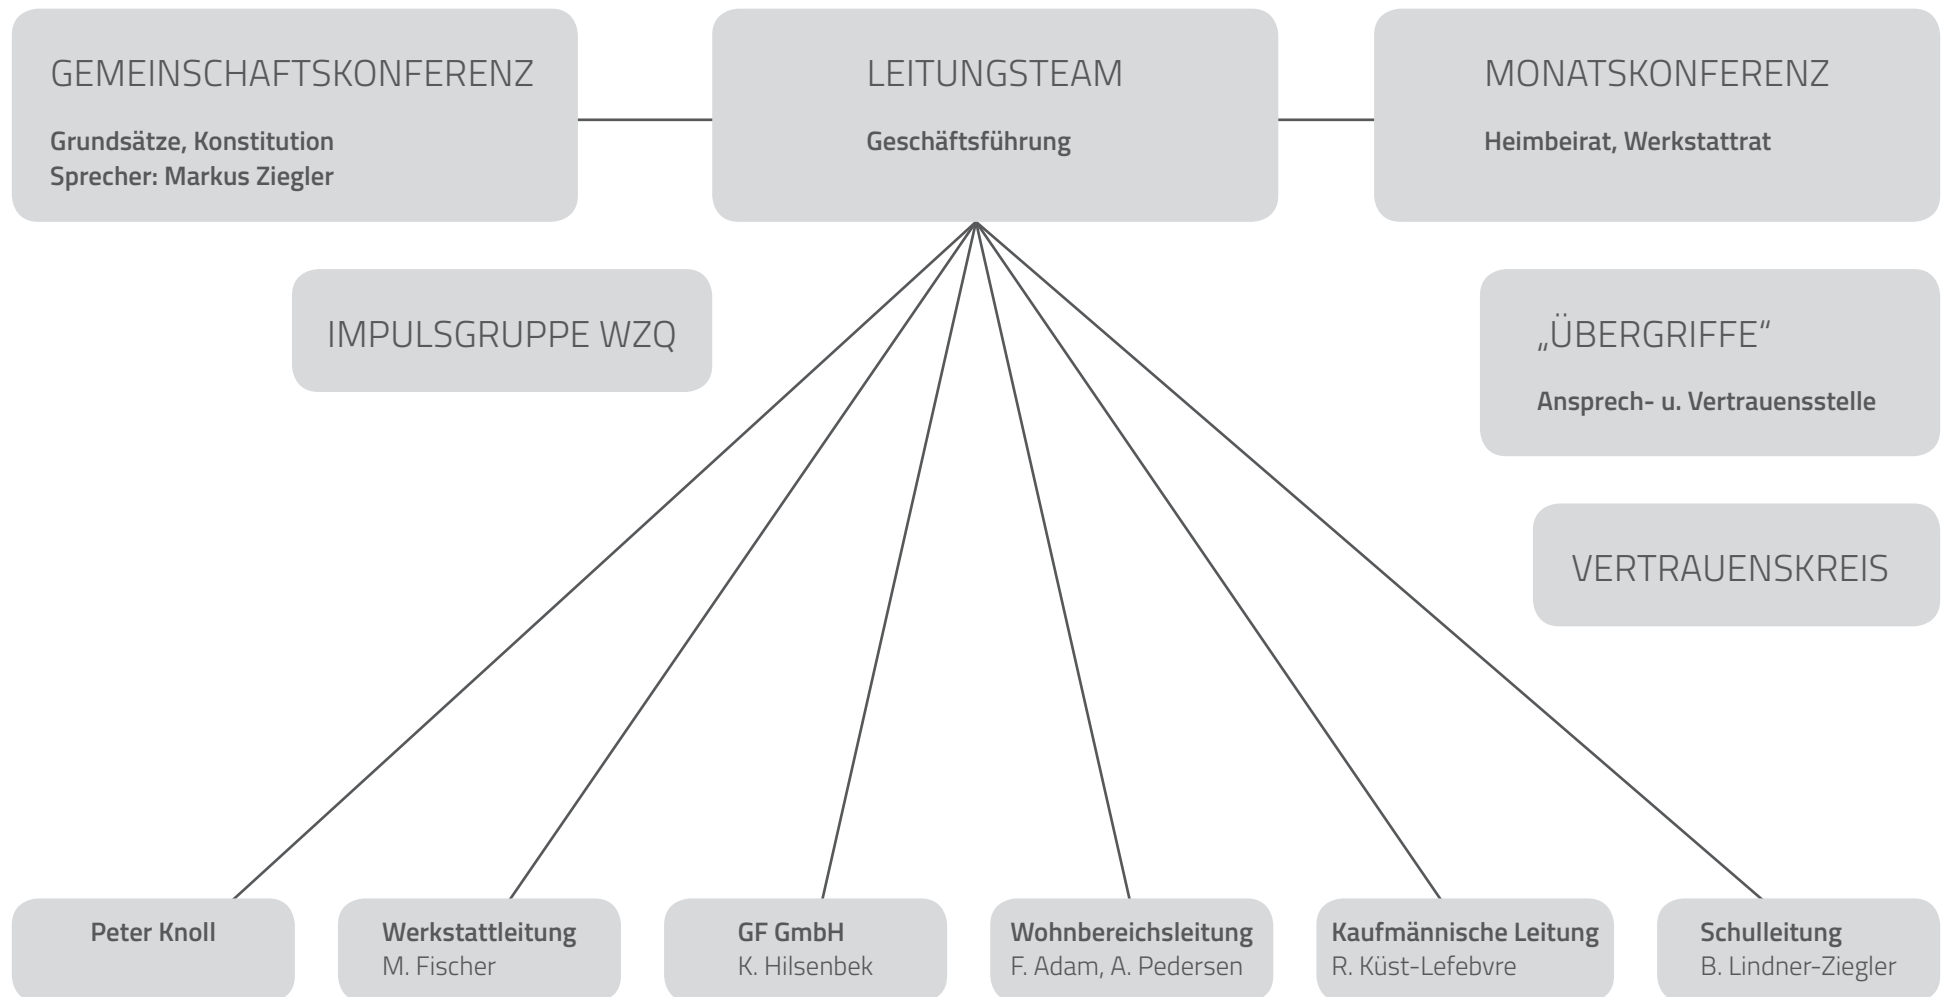 GEMEINSCHAFTSKONFERENZ
Grundsätze, Konstitution
Sprecher: Markus Ziegler
LEITUNGSTEAM
Geschäftsführung
MONATSKONFERENZ
Heimbeirat, Werkstattrat
IMPULSGRUPPE WZQ
„ÜBERGRIFFE“
Ansprech- u. Vertrauensstelle
VERTRAUENSKREIS
Peter Knoll
Werkstattleitung
M. Fischer
GF GmbH
K. Hilsenbek
Wohnbereichsleitung
F. Adam, A. Pedersen
Kaufmännische Leitung
R. Küst-Lefebvre
Schulleitung
B. Lindner-Ziegler